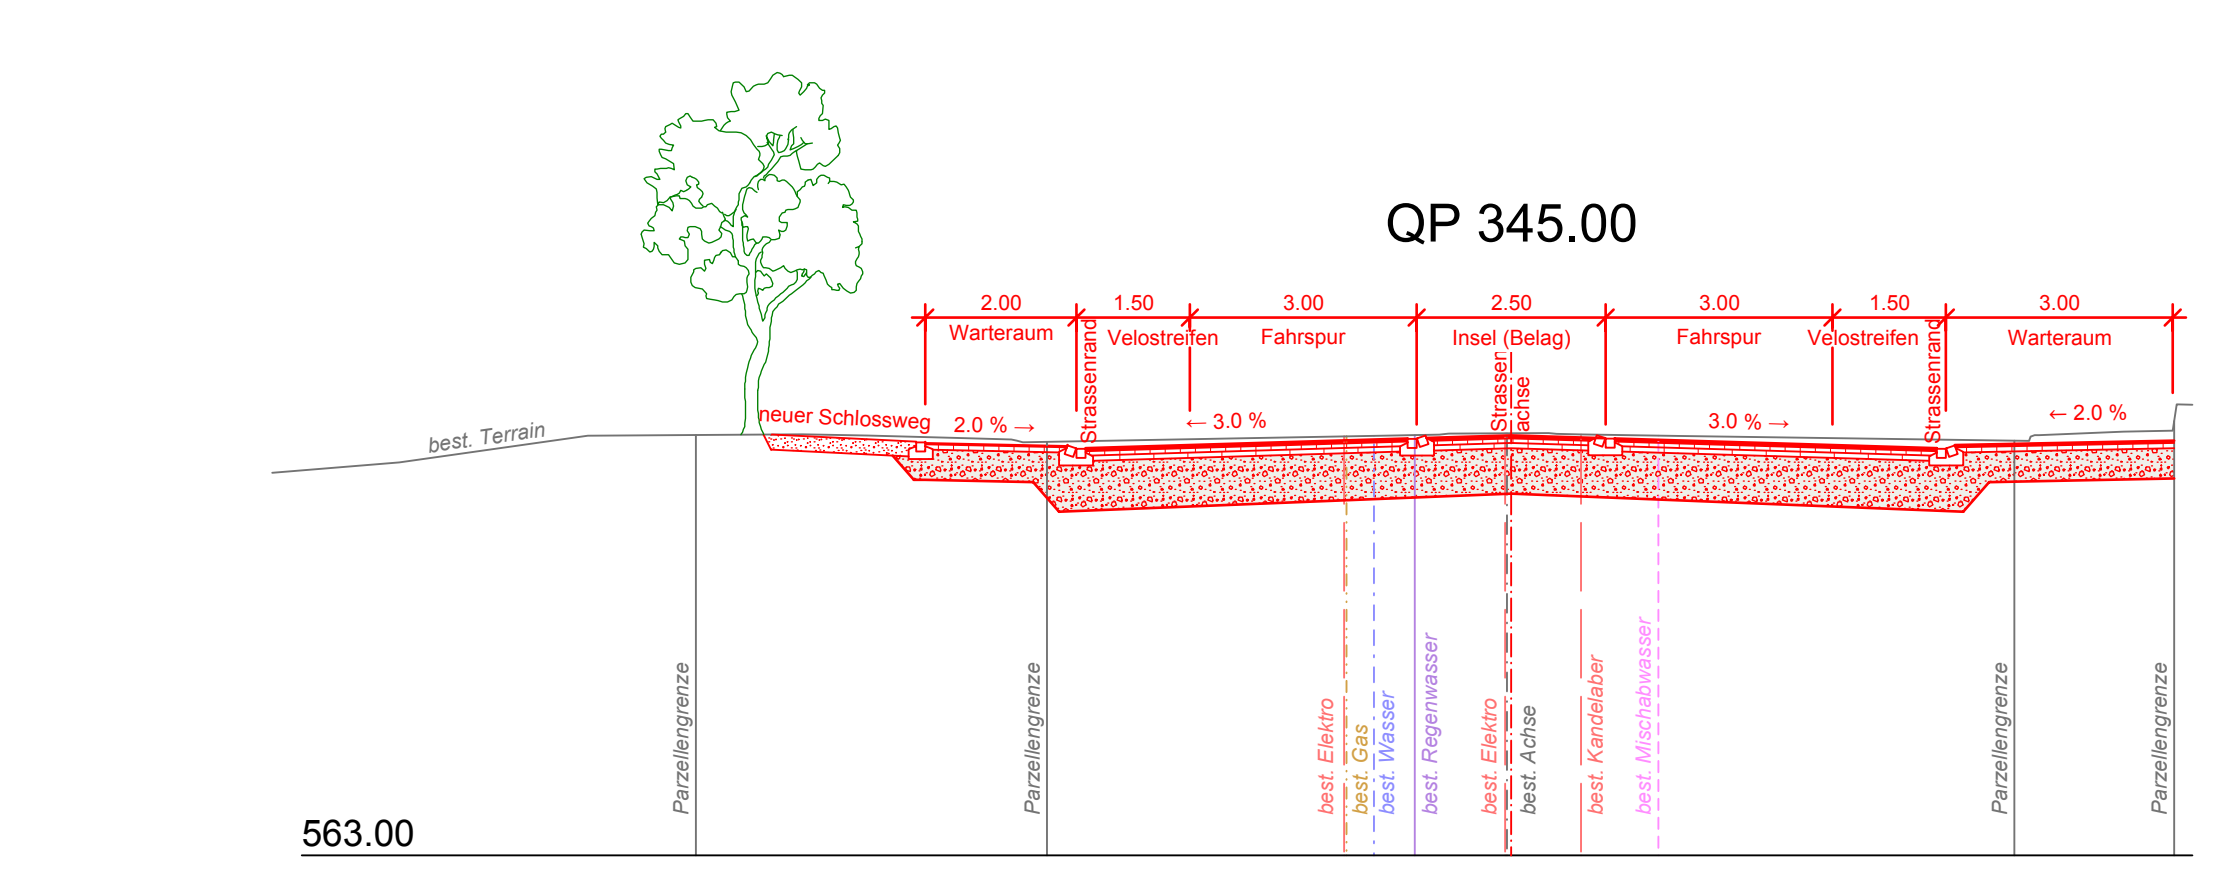 QP 345.00
2.00
1.50
3.00
2.50
3.00
1.50
3.00
Warteraum
Strassenrand
Velostreifen
Fahrspur
Insel (Belag)
Strassen
achse
Fahrspur
Velostreifen
Strassenrand
Warteraum
best. Terrain
neuer Schlossweg
2.0 % →
← 3.0 %
3.0 % →
← 2.0 %
Parzellengrenze
Parzellengrenze
best. Elektro
best. Gas
best. Wasser
best. Regenwasser
best. Elektro
best. Achse
best. Kandelaber
best. Mischabwasser
Parzellengrenze
Parzellengrenze
563.00